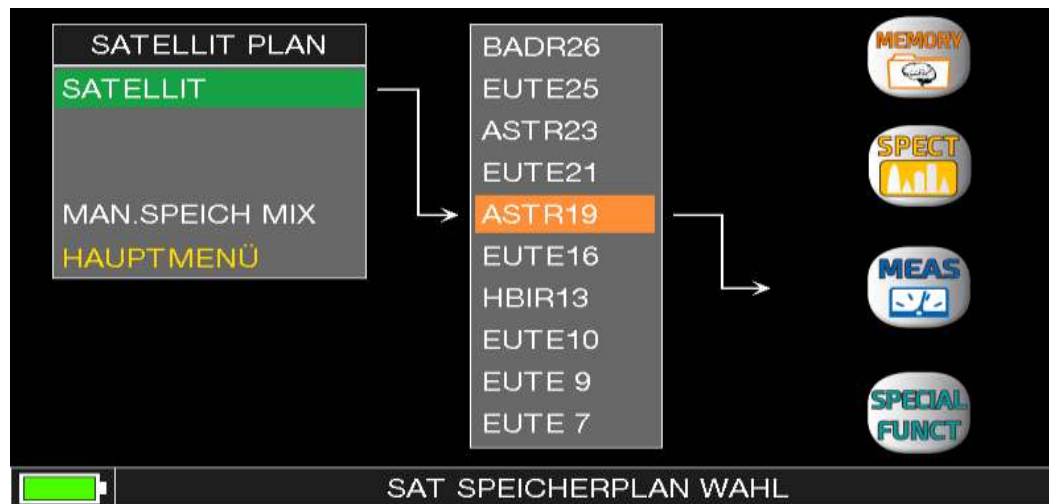 SATELLIT PLAN
SATELLIT
MAN.SPEICH MIX
HAUPTMENÜ
BADR26
EUTE25
ASTR23
EUTE21
ASTR19
EUTE16
HBIR13
EUTE10
EUTE 9
EUTE 7
MEMORY
SPECT
MEAS
SPECIAL
FUNCT
SAT SPEICHERPLAN WAHL